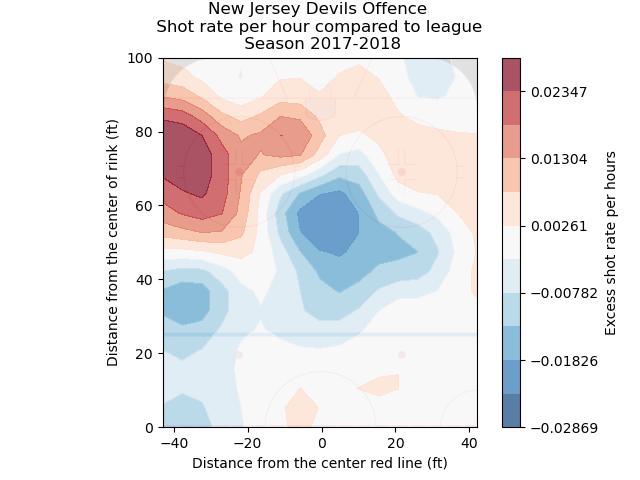 New Jersey Devils Offence
Shot rate per hour compared to league
Season 2017-2018
100
80
60
40
20
0
Distance from the center of rink (ft)
−40
−20
0
20
40
Distance from the center red line (ft)
0.02347
0.01304
0.00261
−0.00782
−0.01826
−0.02869
Excess shot rate per hours